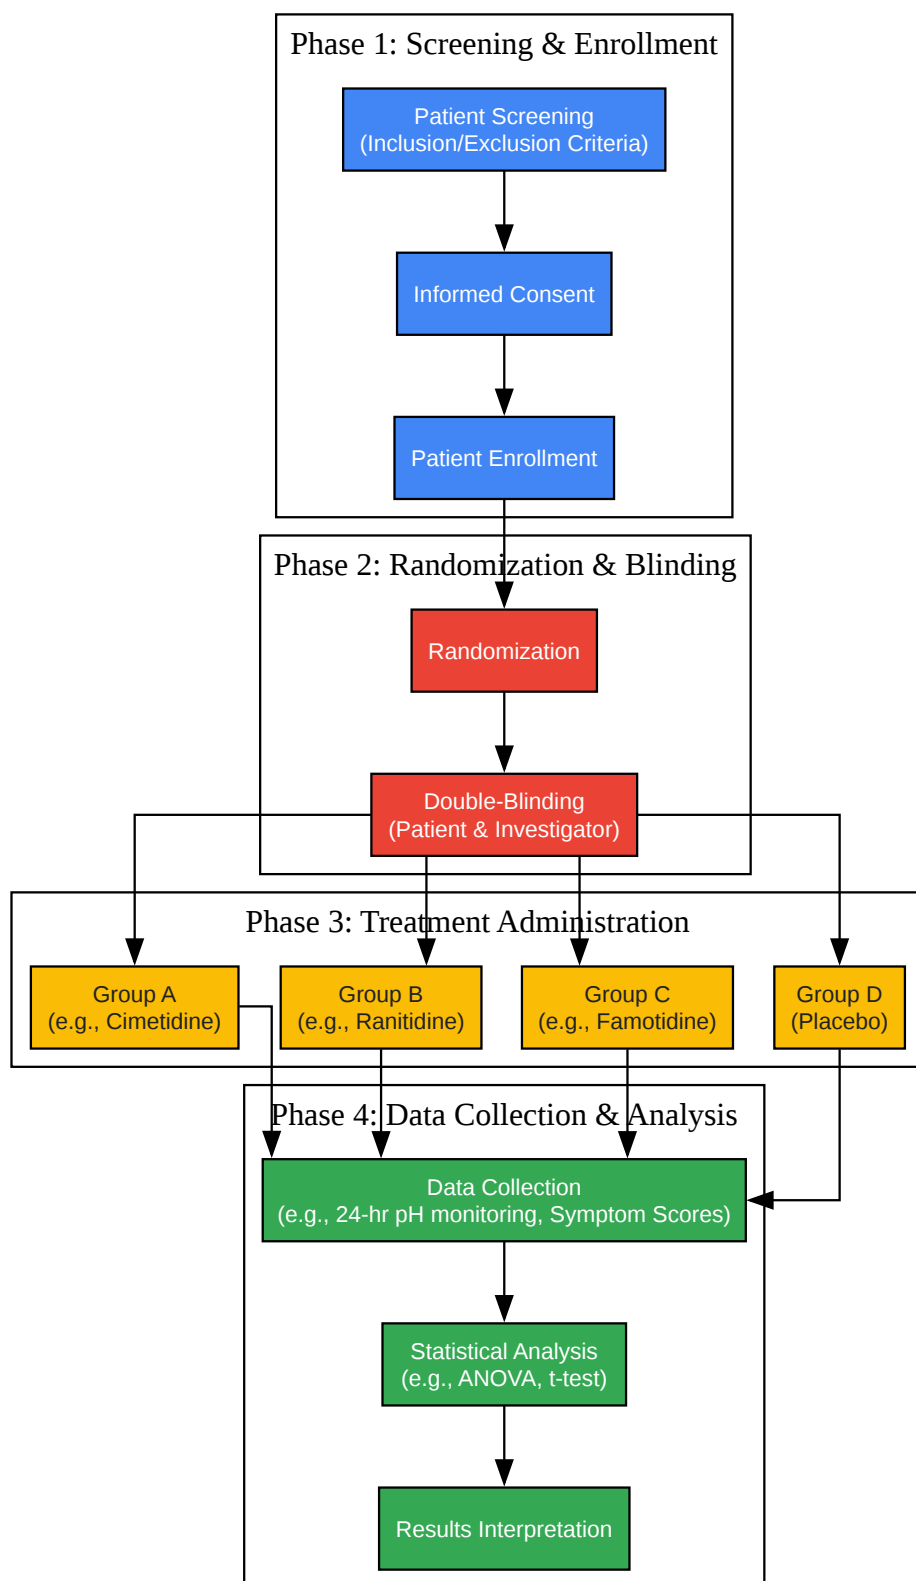 Phase 1: Screening & Enrollment
Patient Screening
(Inclusion/Exclusion Criteria)
Informed Consent
Patient Enrollment
Phase 2: Randomization & Blinding
Randomization
Double-Blinding
(Patient & Investigator)
Phase 3: Treatment Administration
Group A
(e.g., Cimetidine)
Group B
(e.g., Ranitidine)
Group C
(e.g., Famotidine)
Group D
(Placebo)
Phase 4: Data Collection & Analysis
Data Collection
(e.g., 24-hr pH monitoring, Symptom Scores)
Statistical Analysis
(e.g., ANOVA, t-test)
Results Interpretation